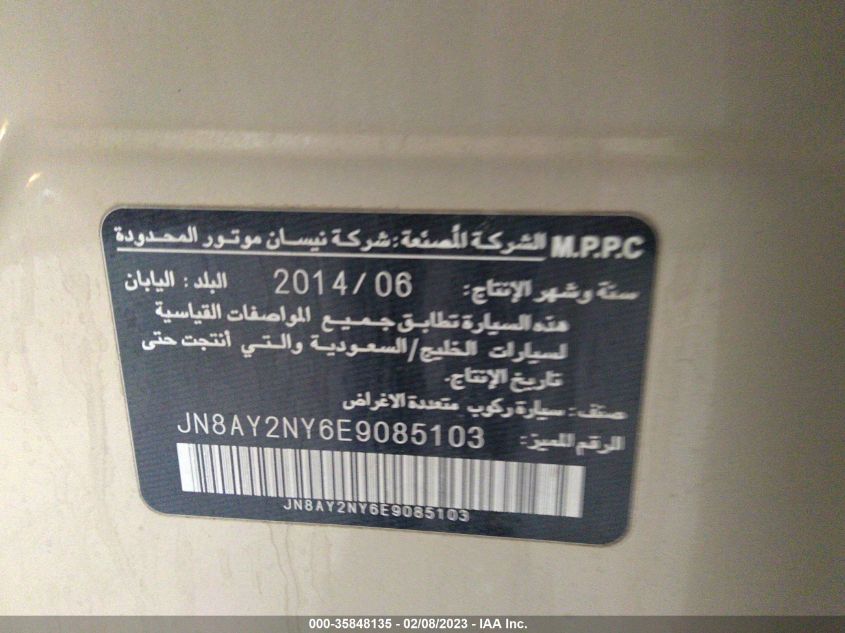 M.P.P.C الشركة المصنعة: شركة نيسان موتور المحدودة
سنة وشهر الإنتاج: 2014/06 البلد: اليابان
هذه السيارة تطابق جميع المواصفات القياسية
لسيارات الخليج/السعودية والتي أنتجت حتى
تاريخ الإنتاج.
صنف: سيارة ركوب متعددة الاغراض
الرقم المميز: JN8AY2NY6E9085103
JN8AY2NY6E9085103
000-35848135 - 02/08/2023 - IAA Inc.